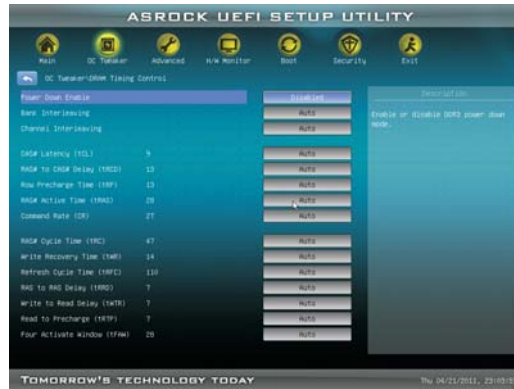 ASROCK UEFI SETUP UTILITY
Main OC Tweaker Advanced H/W Monitor Boot Security Exit
OC Tweaker\DRAM Timing Control
Power Down Enable Disabled
Bank Interleaving Auto
Channel Interleaving Auto
CAS# Latency (tCL) 9 Auto
RAS# to CAS# Delay (tRCD) 13 Auto
Row Precharge Time (tRP) 13 Auto
RAS# Active Time (tRAS) 28 Auto
Command Rate (CR) 27 Auto
RAS# Cycle Time (tRC) 47 Auto
Write Recovery Time (tWR) 14 Auto
Refresh Cycle Time (tRFC) 110 Auto
RAS to RAS Delay (tRRD) 7 Auto
Write to Read Delay (tWTR) 7 Auto
Read to Precharge (tRTP) 7 Auto
Four Activate Window (tFAW) 28 Auto
Description
Enable or disable DDR3 power down
mode.
TOMORROW'S TECHNOLOGY TODAY
Thu 04/21/2011,